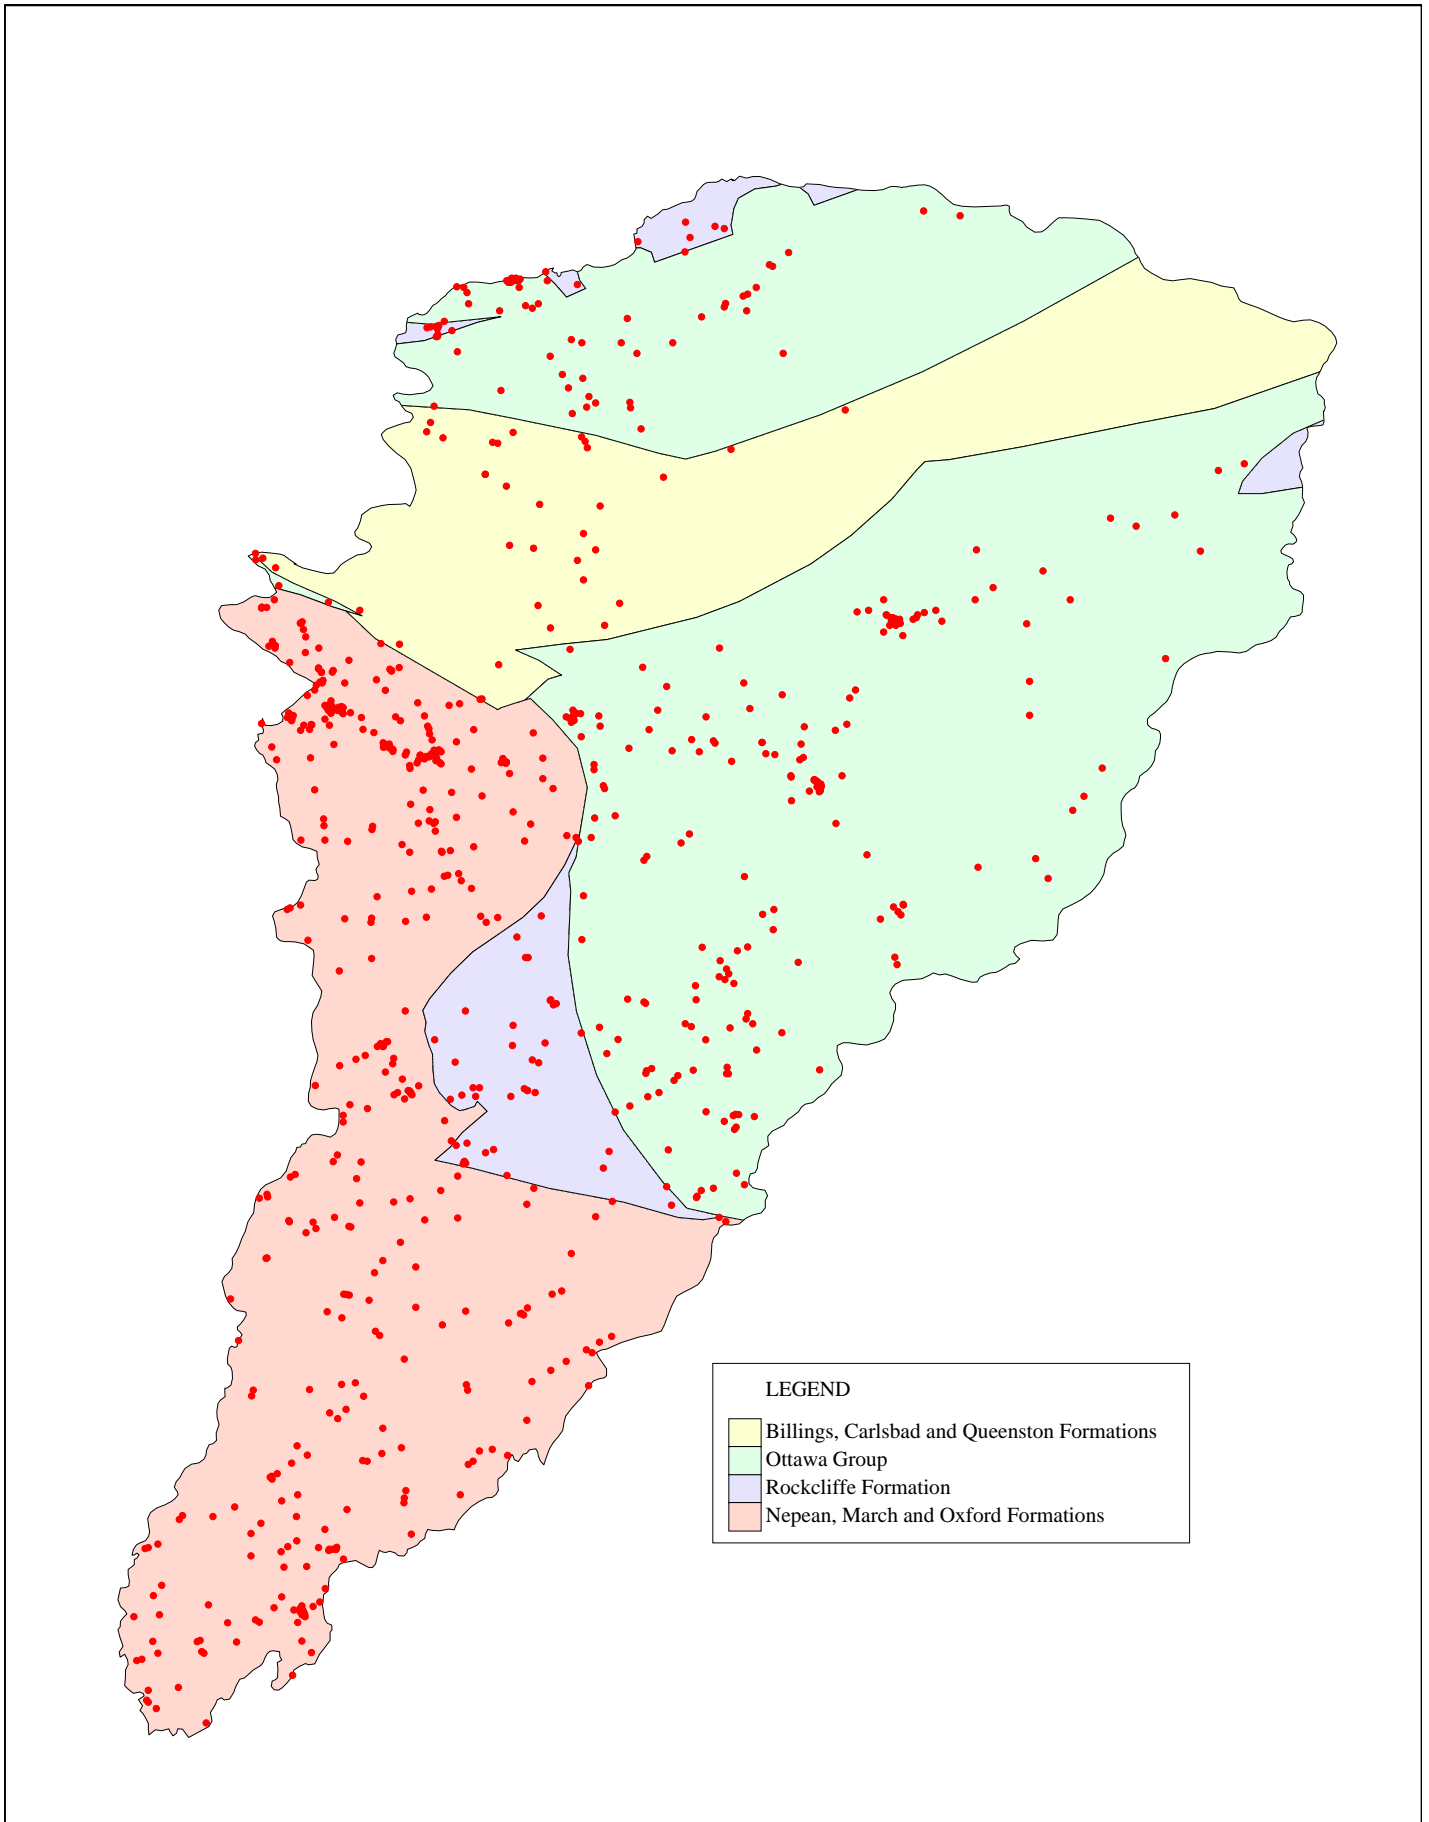 LEGEND
Billings, Carlsbad and Queenston Formations
Ottawa Group
Rockcliffe Formation
Nepean, March and Oxford Formations